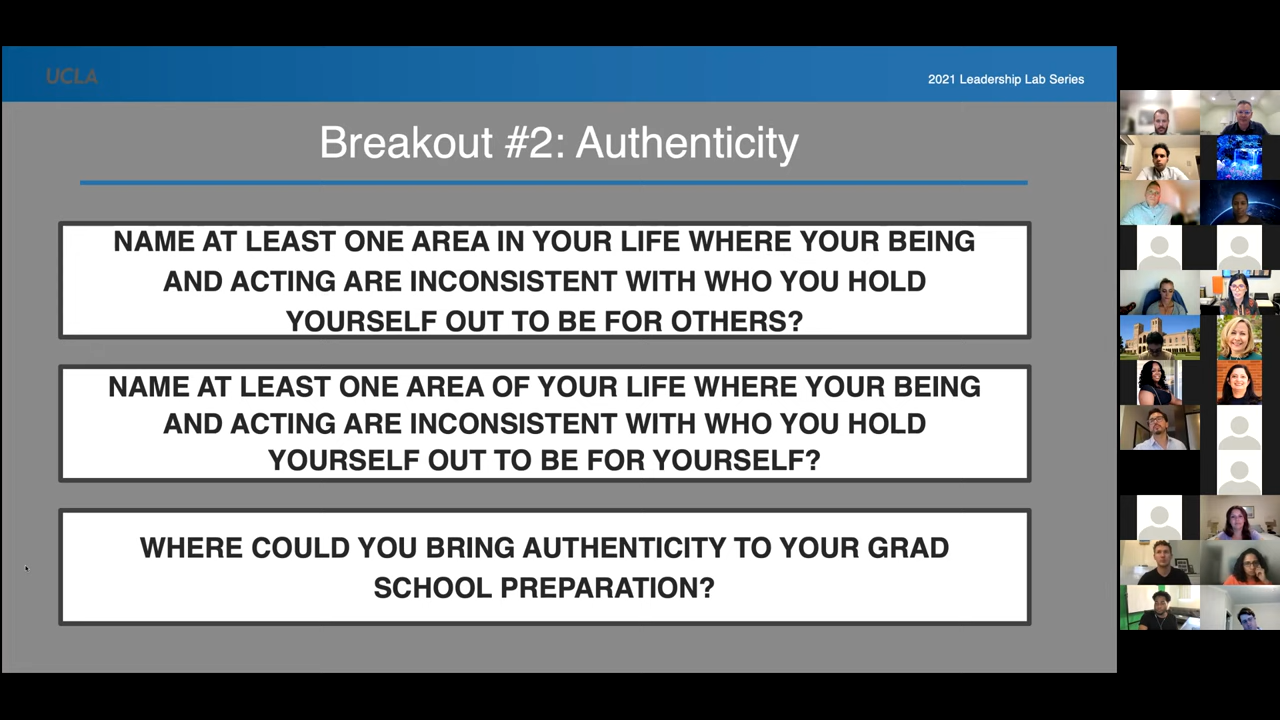 UCLA
2021 Leadership Lab Series
Breakout #2: Authenticity
NAME AT LEAST ONE AREA IN YOUR LIFE WHERE YOUR BEING
AND ACTING ARE INCONSISTENT WITH WHO YOU HOLD
YOURSELF OUT TO BE FOR OTHERS?
NAME AT LEAST ONE AREA OF YOUR LIFE WHERE YOUR BEING
AND ACTING ARE INCONSISTENT WITH WHO YOU HOLD
YOURSELF OUT TO BE FOR YOURSELF?
WHERE COULD YOU BRING AUTHENTICITY TO YOUR GRAD
SCHOOL PREPARATION?